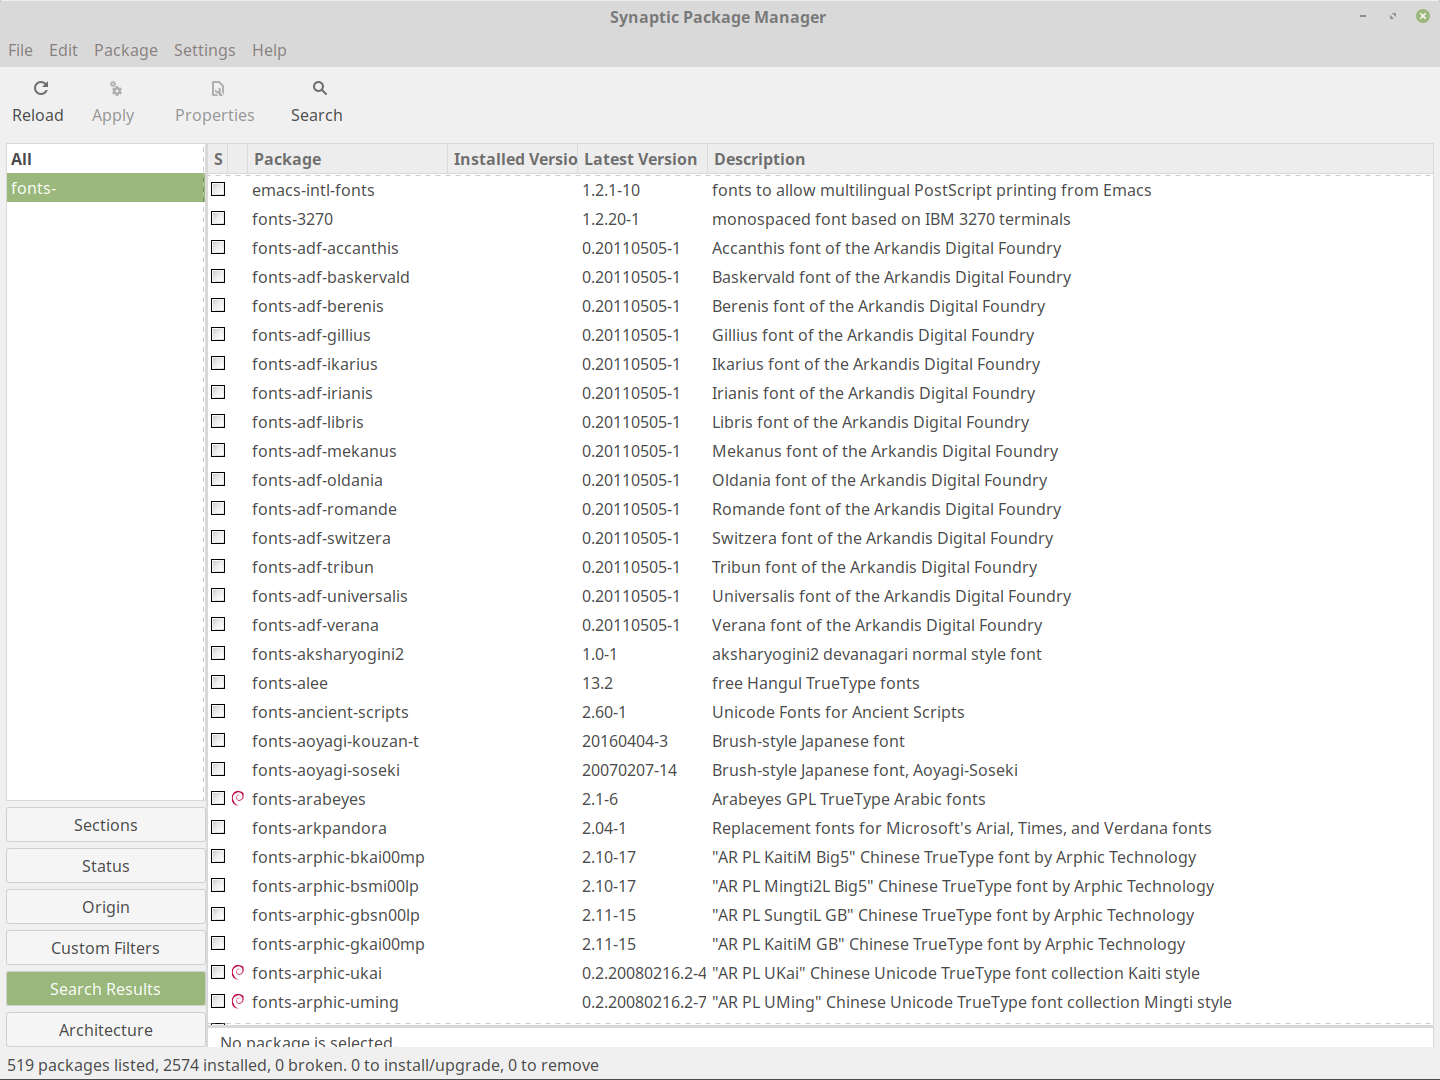 Synaptic Package Manager
File Edit Package Settings Help
Reload Apply Properties Search
All
fonts-
S Package Installed Versio Latest Version Description
emacs-intl-fonts 1.2.1-10 fonts to allow multilingual PostScript printing from Emacs
fonts-3270 1.2.20-1 monospaced font based on IBM 3270 terminals
fonts-adf-accanthis 0.20110505-1 Accanthis font of the Arkandis Digital Foundry
fonts-adf-baskervald 0.20110505-1 Baskervald font of the Arkandis Digital Foundry
fonts-adf-berenis 0.20110505-1 Berenis font of the Arkandis Digital Foundry
fonts-adf-gillius 0.20110505-1 Gillius font of the Arkandis Digital Foundry
fonts-adf-ikarius 0.20110505-1 Ikarius font of the Arkandis Digital Foundry
fonts-adf-irianis 0.20110505-1 Irianis font of the Arkandis Digital Foundry
fonts-adf-libris 0.20110505-1 Libris font of the Arkandis Digital Foundry
fonts-adf-mekanus 0.20110505-1 Mekanus font of the Arkandis Digital Foundry
fonts-adf-oldania 0.20110505-1 Oldania font of the Arkandis Digital Foundry
fonts-adf-romande 0.20110505-1 Romande font of the Arkandis Digital Foundry
fonts-adf-switzera 0.20110505-1 Switzera font of the Arkandis Digital Foundry
fonts-adf-tribun 0.20110505-1 Tribun font of the Arkandis Digital Foundry
fonts-adf-universalis 0.20110505-1 Universalis font of the Arkandis Digital Foundry
fonts-adf-verana 0.20110505-1 Verana font of the Arkandis Digital Foundry
fonts-aksharyogini2 1.0-1 aksharyogini2 devanagari normal style font
fonts-alee 13.2 free Hangul TrueType fonts
fonts-ancient-scripts 2.60-1 Unicode Fonts for Ancient Scripts
fonts-aoyagi-kouzan-t 20160404-3 Brush-style Japanese font
fonts-aoyagi-soseki 20070207-14 Brush-style Japanese font, Aoyagi-Soseki
fonts-arabeyes 2.1-6 Arabeyes GPL TrueType Arabic fonts
fonts-arkpandora 2.04-1 Replacement fonts for Microsoft's Arial, Times, and Verdana fonts
fonts-arphic-bkai00mp 2.10-17 "AR PL KaitiM Big5" Chinese TrueType font by Arphic Technology
fonts-arphic-bsmi00lp 2.10-17 "AR PL Mingti2L Big5" Chinese TrueType font by Arphic Technology
fonts-arphic-gbsn00lp 2.11-15 "AR PL SungtiL GB" Chinese TrueType font by Arphic Technology
fonts-arphic-gkai00mp 2.11-15 "AR PL KaitiM GB" Chinese TrueType font by Arphic Technology
fonts-arphic-ukai 0.2.20080216.2-4 "AR PL UKai" Chinese Unicode TrueType font collection Kaiti style
fonts-arphic-uming 0.2.20080216.2-7 "AR PL UMing" Chinese Unicode TrueType font collection Mingti style
Sections
Status
Origin
Custom Filters
Search Results
Architecture
No package is selected.
519 packages listed, 2574 installed, 0 broken. 0 to install/upgrade, 0 to remove